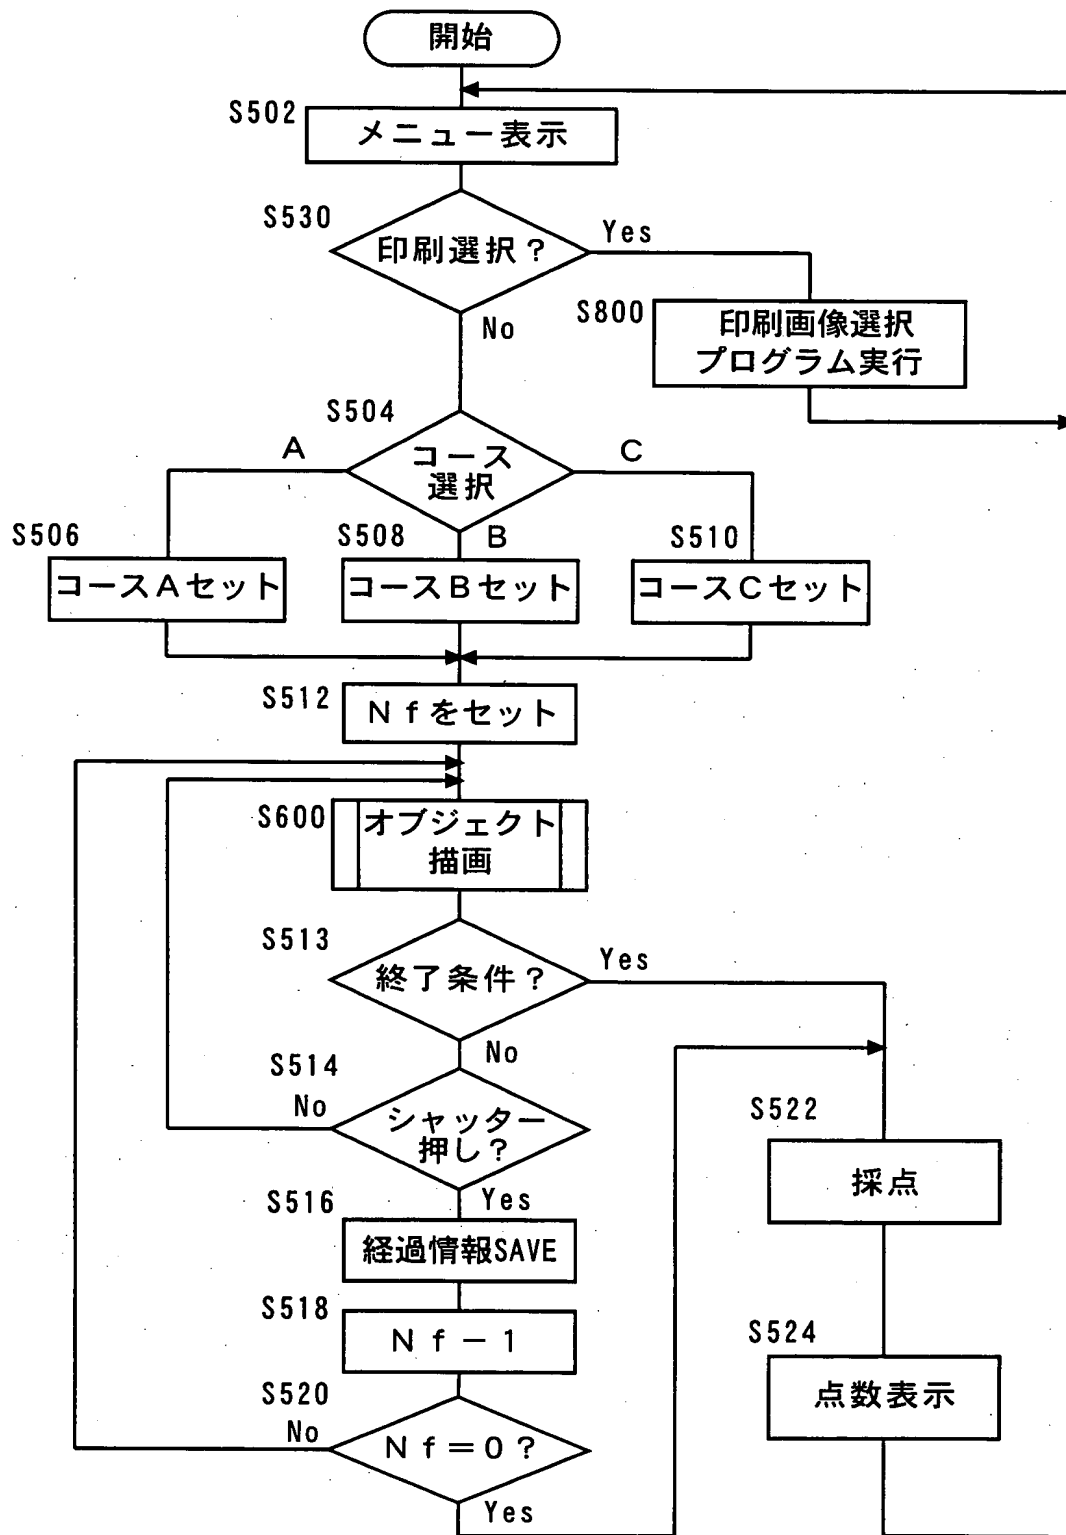 開始
S502
メニュー表示
S530
印刷選択？
Yes
No
S800
印刷画像選択
プログラム実行
S504
コース
選択
A
B
C
S506
コースAセット
S508
コースBセット
S510
コースCセット
S512
Nfをセット
S600
オブジェクト
描画
S513
終了条件？
Yes
No
S514
シャッター
押し？
No
Yes
S516
経過情報SAVE
S518
Nf－1
S520
Nf＝0？
No
Yes
S522
採点
S524
点数表示